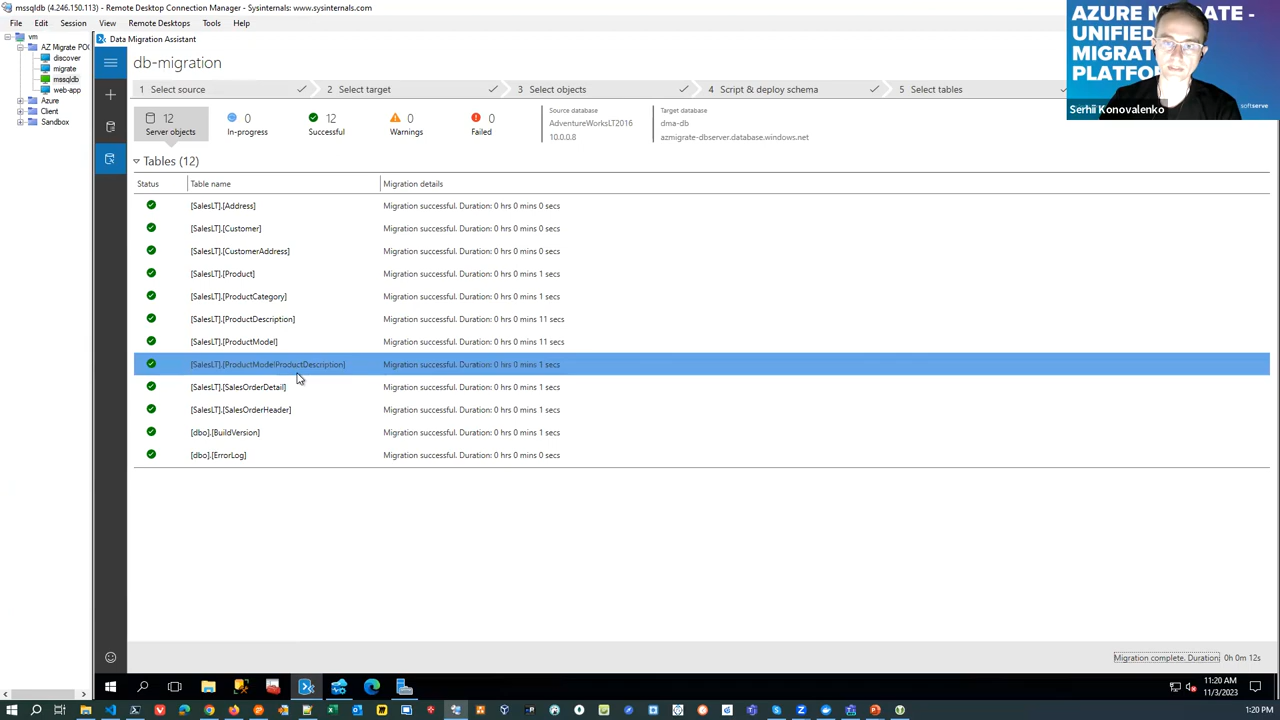 mssqldb (4.246.150.113) - Remote Desktop Connection Manager - Sysinternals: www.sysinternals.com
File Edit Session View Remote Desktops Tools Help
vm
AZ Migrate POC
discover
migrate
mssqldb
web-app
Azure
Client
Sandbox
Data Migration Assistant
db-migration
1 Select source
2 Select target
3 Select objects
4 Script & deploy schema
5 Select tables
12
Server objects
0
In-progress
12
Successful
0
Warnings
0
Failed
Source database
AdventureWorksLT2016
10.0.0.8
Target database
dma-db
azmigrate-dbserver.database.windows.net
Tables (12)
Status Table name Migration details
[SalesLT].[Address] Migration successful. Duration: 0 hrs 0 mins 0 secs
[SalesLT].[Customer] Migration successful. Duration: 0 hrs 0 mins 0 secs
[SalesLT].[CustomerAddress] Migration successful. Duration: 0 hrs 0 mins 0 secs
[SalesLT].[Product] Migration successful. Duration: 0 hrs 0 mins 1 secs
[SalesLT].[ProductCategory] Migration successful. Duration: 0 hrs 0 mins 1 secs
[SalesLT].[ProductDescription] Migration successful. Duration: 0 hrs 0 mins 11 secs
[SalesLT].[ProductModel] Migration successful. Duration: 0 hrs 0 mins 11 secs
[SalesLT].[ProductModelProductDescription] Migration successful. Duration: 0 hrs 0 mins 1 secs
[SalesLT].[SalesOrderDetail] Migration successful. Duration: 0 hrs 0 mins 1 secs
[SalesLT].[SalesOrderHeader] Migration successful. Duration: 0 hrs 0 mins 1 secs
[dbo].[BuildVersion] Migration successful. Duration: 0 hrs 0 mins 1 secs
[dbo].[ErrorLog] Migration successful. Duration: 0 hrs 0 mins 0 secs
Migration complete. Duration: 0h 0m 12s
11:20 AM
11/3/2023
1:20 PM
AZURE MIGRATE -
UNIFIED
MIGRAT
PLATFO
Serhii Konovalenko
softserve